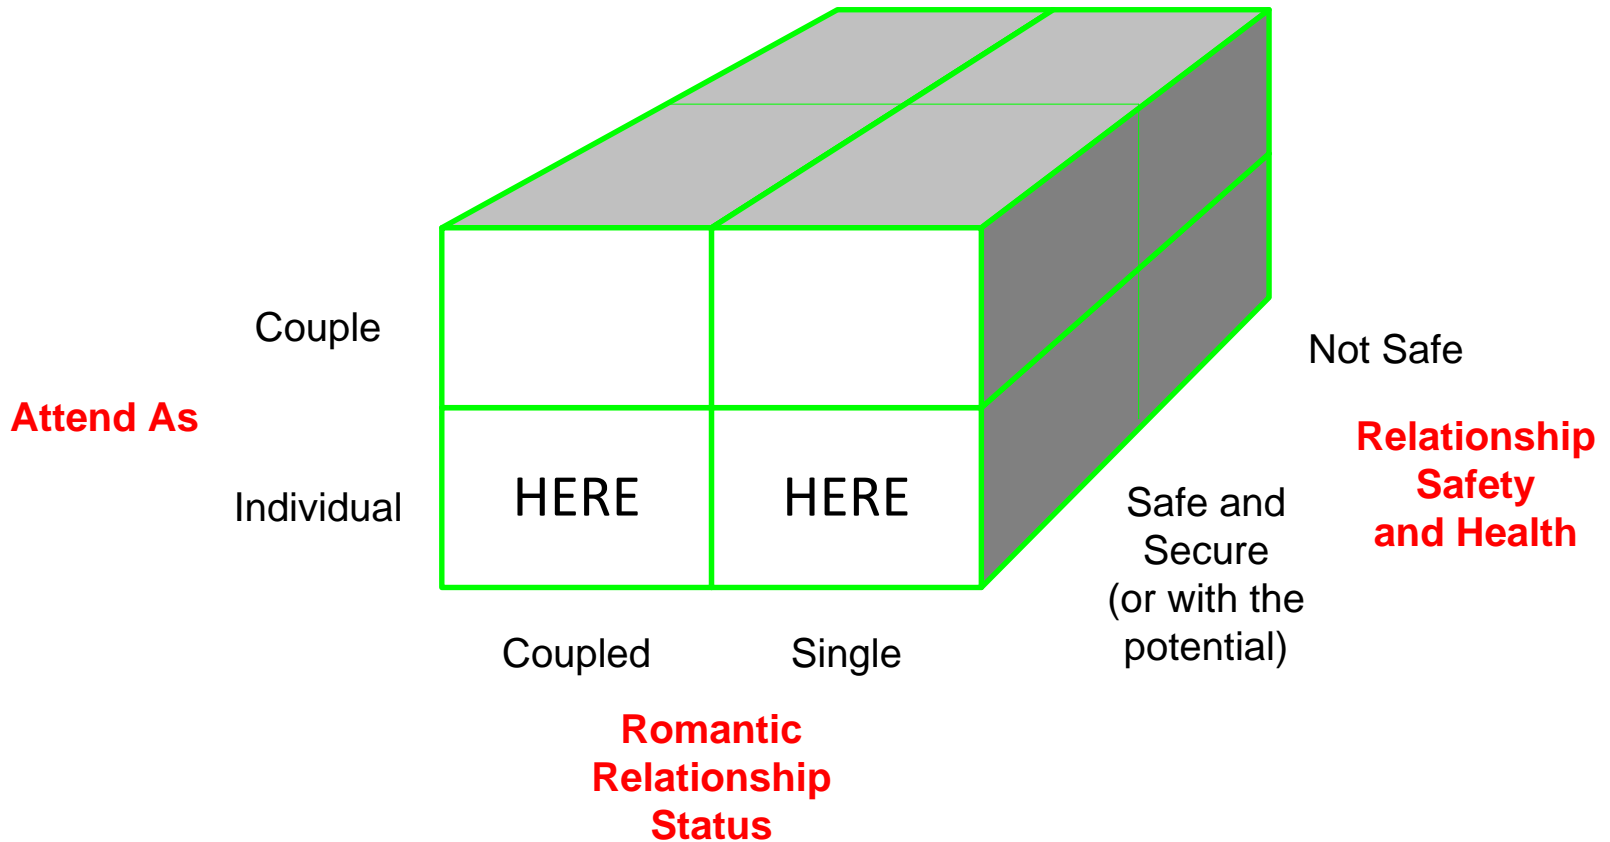 Couple
Not Safe
Attend As
Relationship
Safety
and Health
Individual
HERE
HERE
Safe and
Secure
(or with the
potential)
Coupled
Single
Romantic
Relationship
Status